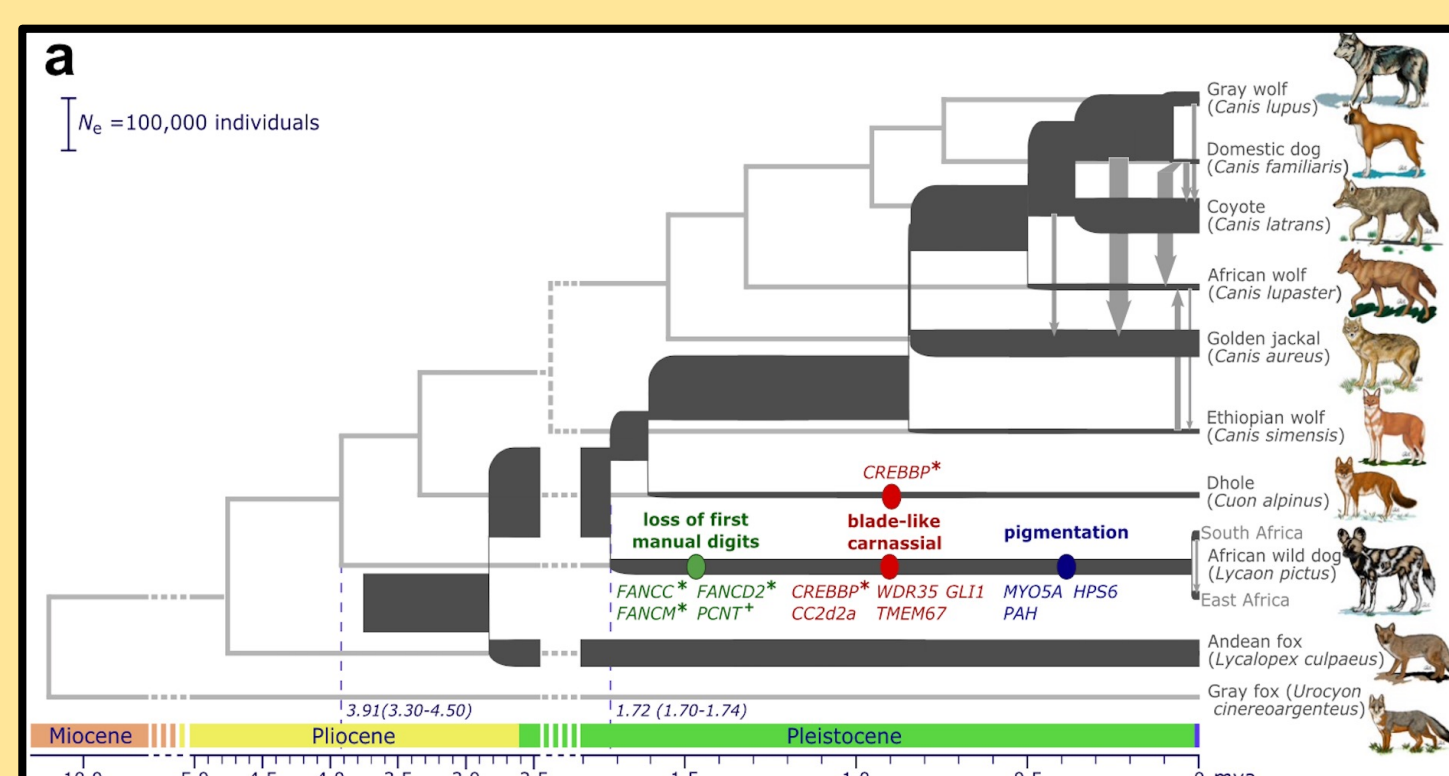 a
Nₑ =100,000 individuals
Gray wolf
(Canis lupus)
Domestic dog
(Canis familiaris)
Coyote
(Canis latrans)
African wolf
(Canis lupaster)
Golden jackal
(Canis aureus)
Ethiopian wolf
(Canis simensis)
CREBBP*
Dhole
(Cuon alpinus)
loss of first
manual digits
blade-like
carnassial
pigmentation
South Africa
African wild dog
(Lycaon pictus)
East Africa
FANCC* FANCD2*
FANCM* PCNT+
CREBBP* WDR35 GLI1
CC2d2a TMEM67
MYO5A HPS6
PAH
Andean fox
(Lycalopex culpaeus)
Gray fox (Urocyon
cinereoargenteus)
3.91(3.30-4.50)
1.72 (1.70-1.74)
Miocene
Pliocene
Pleistocene